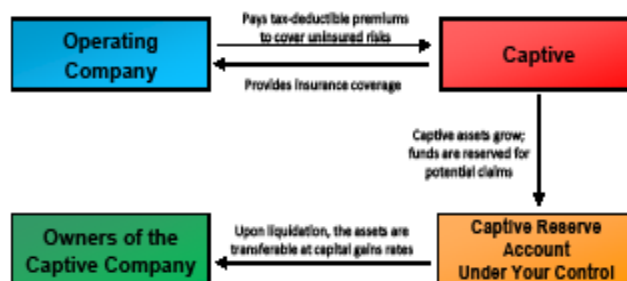 Pays tax-deductible premiums
to cover uninsured risks
Operating
Company
Captive
Provides insurance coverage
Captive assets grow;
funds are reserved for
potential claims
Owners of the
Captive Company
Upon liquidation, the assets are
transferable at capital gains rates
Captive Reserve
Account
Under Your Control